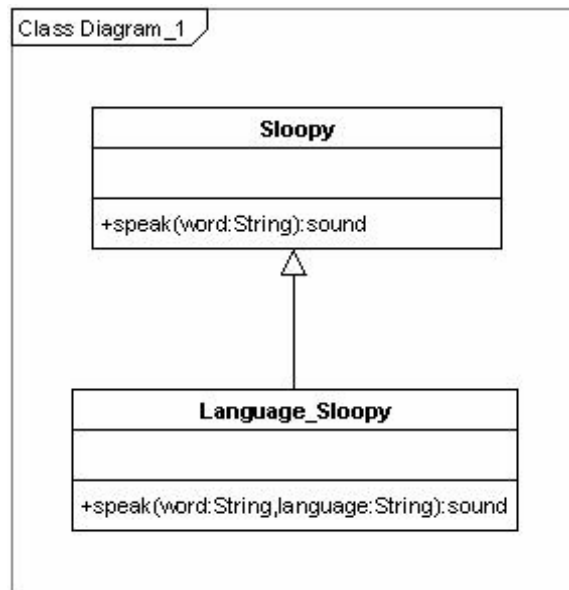 Class Diagram_1
Sloopy
+speak(word:String):sound
Language_Sloopy
+speak(word:String,language:String):sound